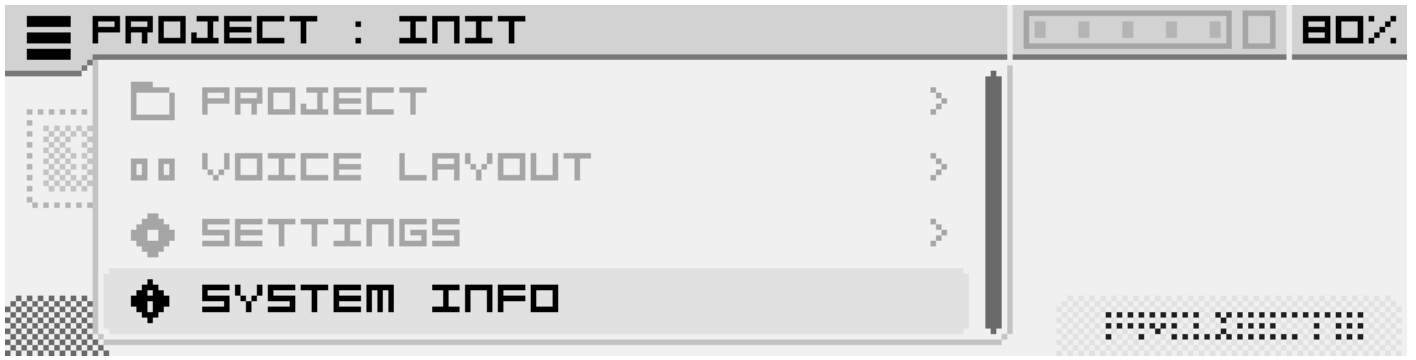 PROJECT : INIT
80%
PROJECT >
VOICE LAYOUT >
SETTINGS >
SYSTEM INFO